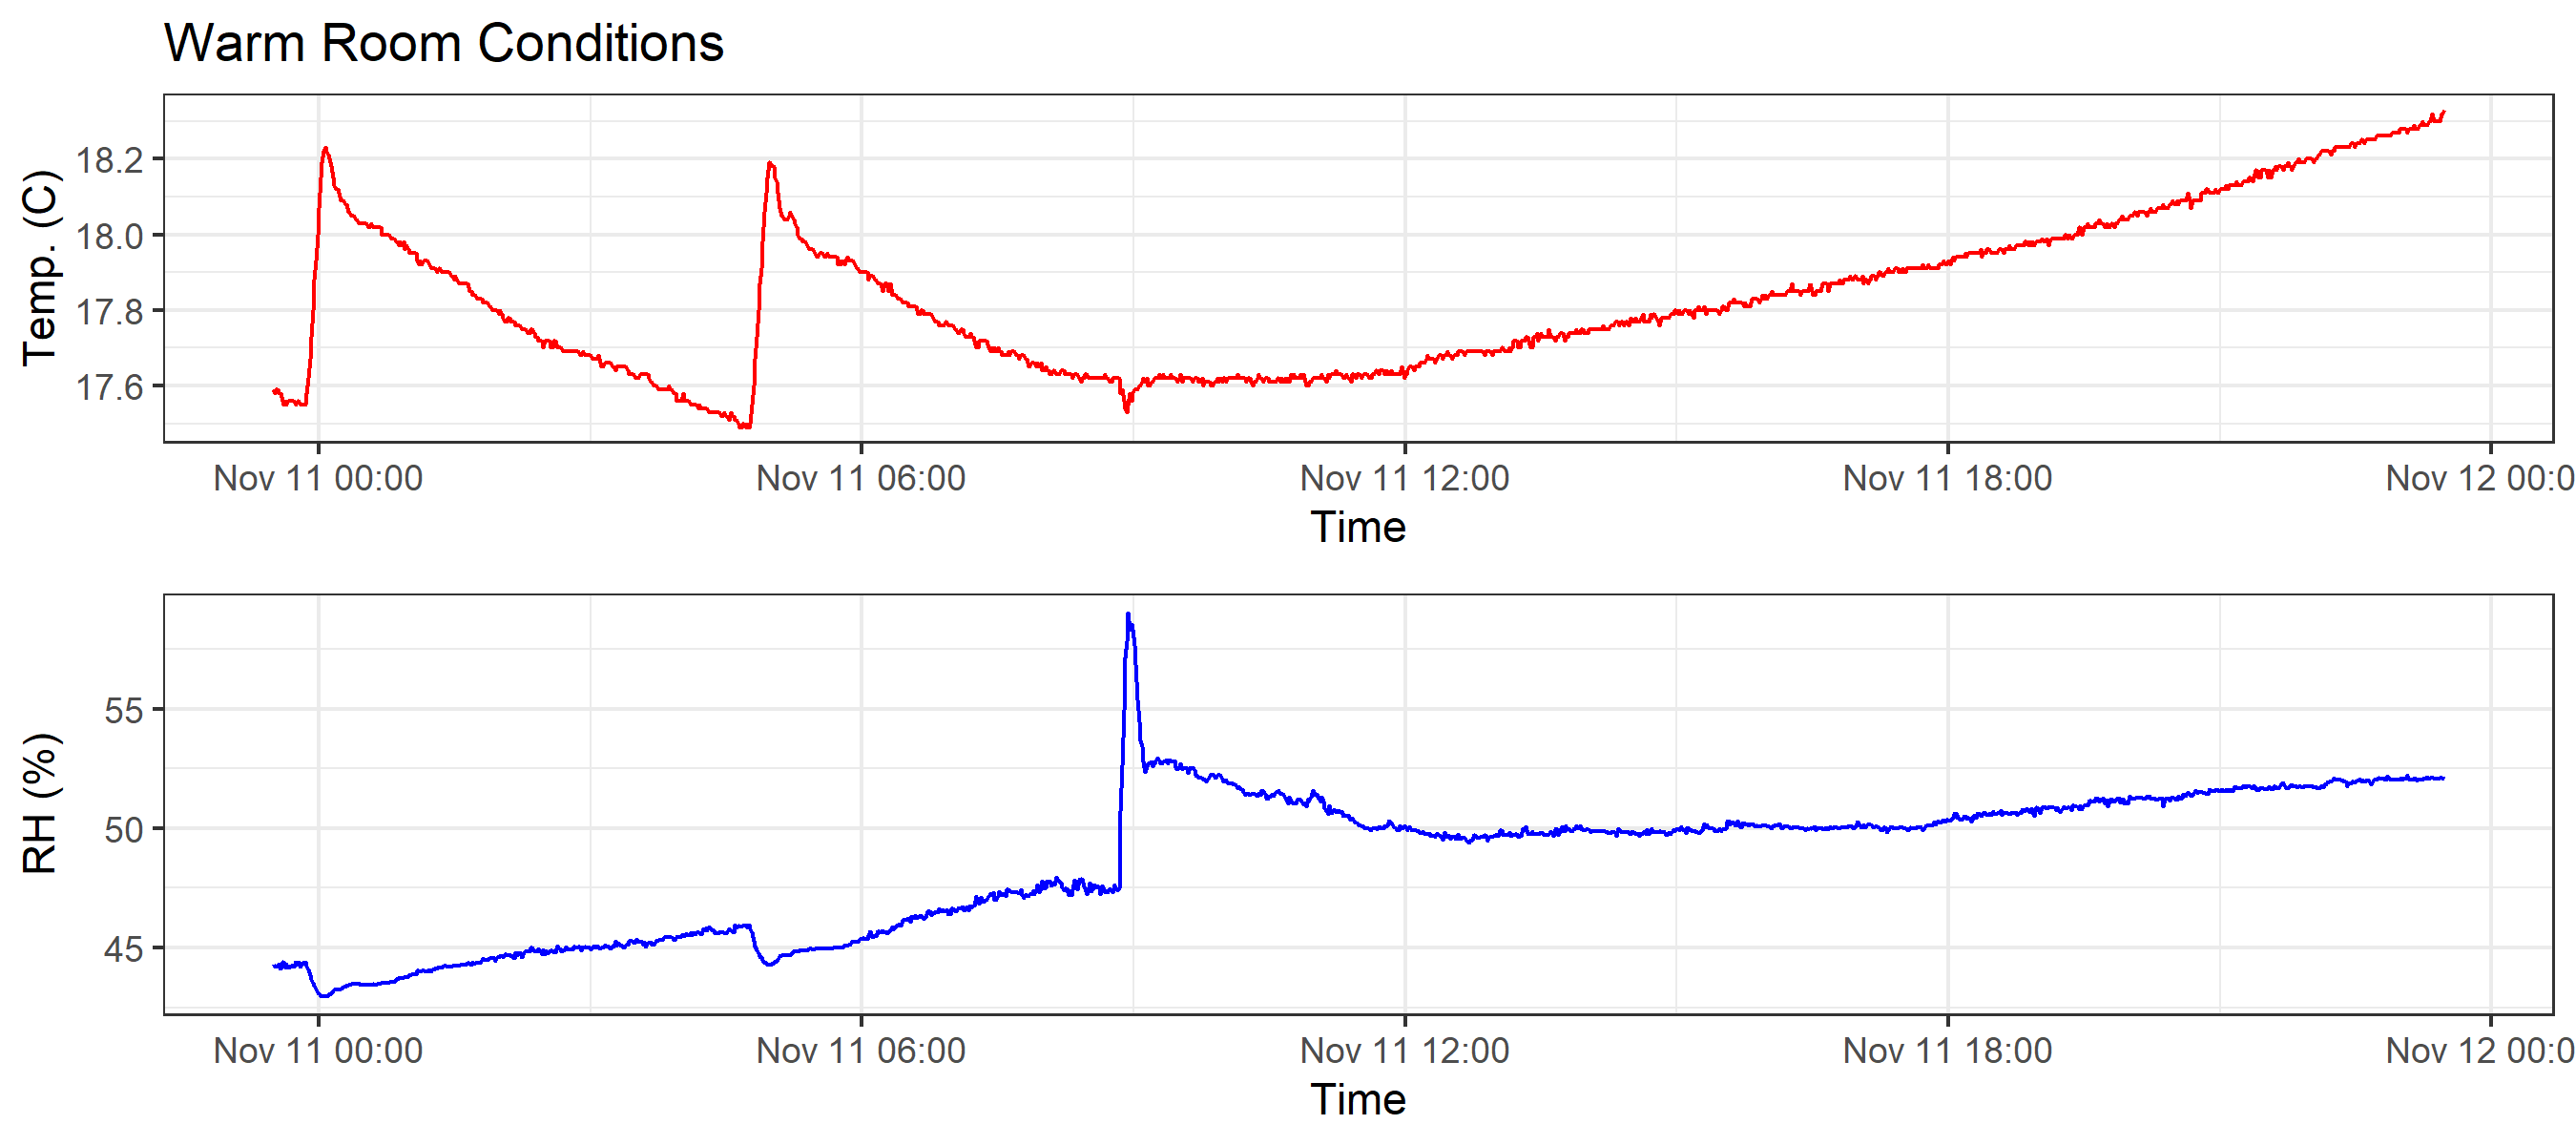 Warm Room Conditions
Temp. (C)
18.2
18.0
17.8
17.6
Nov 11 00:00 Nov 11 06:00 Nov 11 12:00 Nov 11 18:00 Nov 12 00:0
Time
RH (%)
55
50
45
Nov 11 00:00 Nov 11 06:00 Nov 11 12:00 Nov 11 18:00 Nov 12 00:0
Time